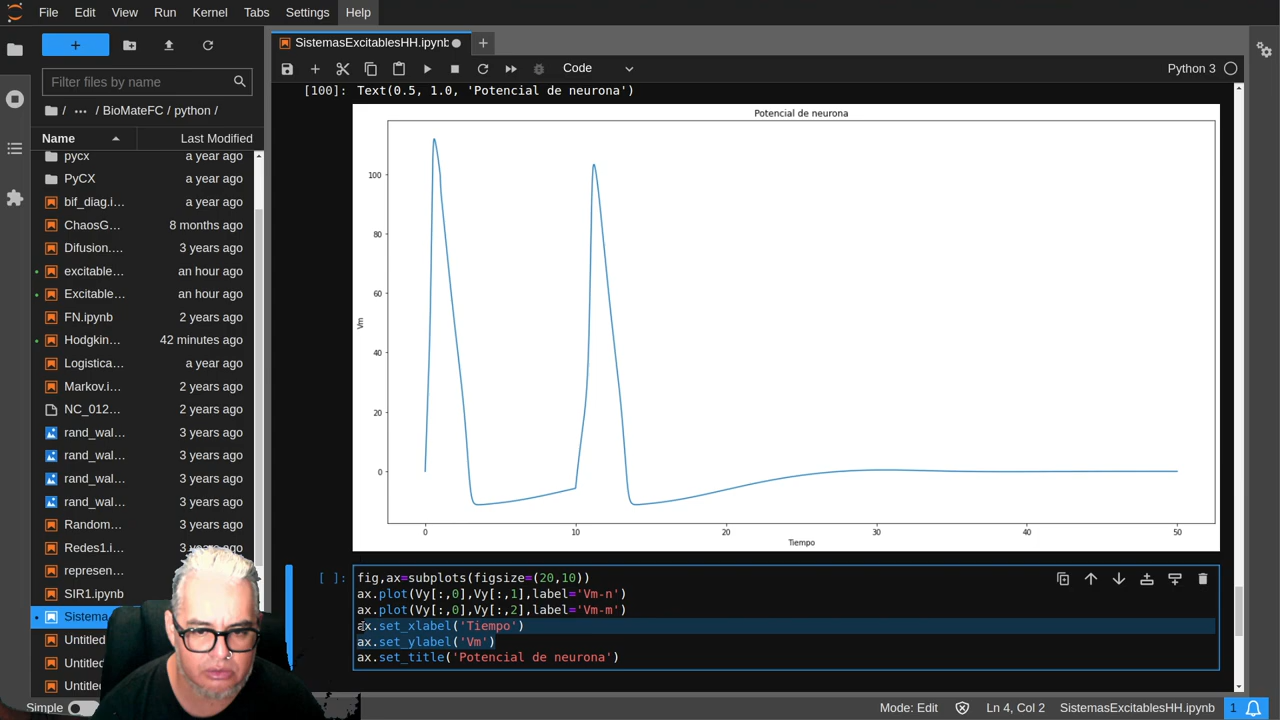 File Edit View Run Kernel Tabs Settings Help
SistemasExcitablesHH.ipynb
Filter files by name
Code
Python 3
/ ··· / BioMateFC / python /
Name Last Modified
pycx a year ago
PyCX a year ago
bif_diag.i… a year ago
ChaosG… 8 months ago
Difusion.… 3 years ago
excitable… an hour ago
Excitable… an hour ago
FN.ipynb 2 years ago
Hodgkin… 42 minutes ago
Logistica… a year ago
Markov.i… 2 years ago
NC_012… 2 years ago
rand_wal… 3 years ago
rand_wal… 3 years ago
rand_wal… 3 years ago
rand_wal… 3 years ago
Random… 3 years ago
Redes1.i… 3 years ago
represen…
SIR1.ipynb
Sistema
Untitled
Untitled
Untitle
[100]: Text(0.5, 1.0, 'Potencial de neurona')
Potencial de neurona
100
80
60
40
20
0
Vm
0 10 20 30 40 50
Tiempo
[ ]: fig,ax=subplots(figsize=(20,10))
ax.plot(Vy[:,0],Vy[:,1],label='Vm-n')
ax.plot(Vy[:,0],Vy[:,2],label='Vm-m')
ax.set_xlabel('Tiempo')
ax.set_ylabel('Vm')
ax.set_title('Potencial de neurona')
Simple
Mode: Edit Ln 4, Col 2 SistemasExcitablesHH.ipynb 1